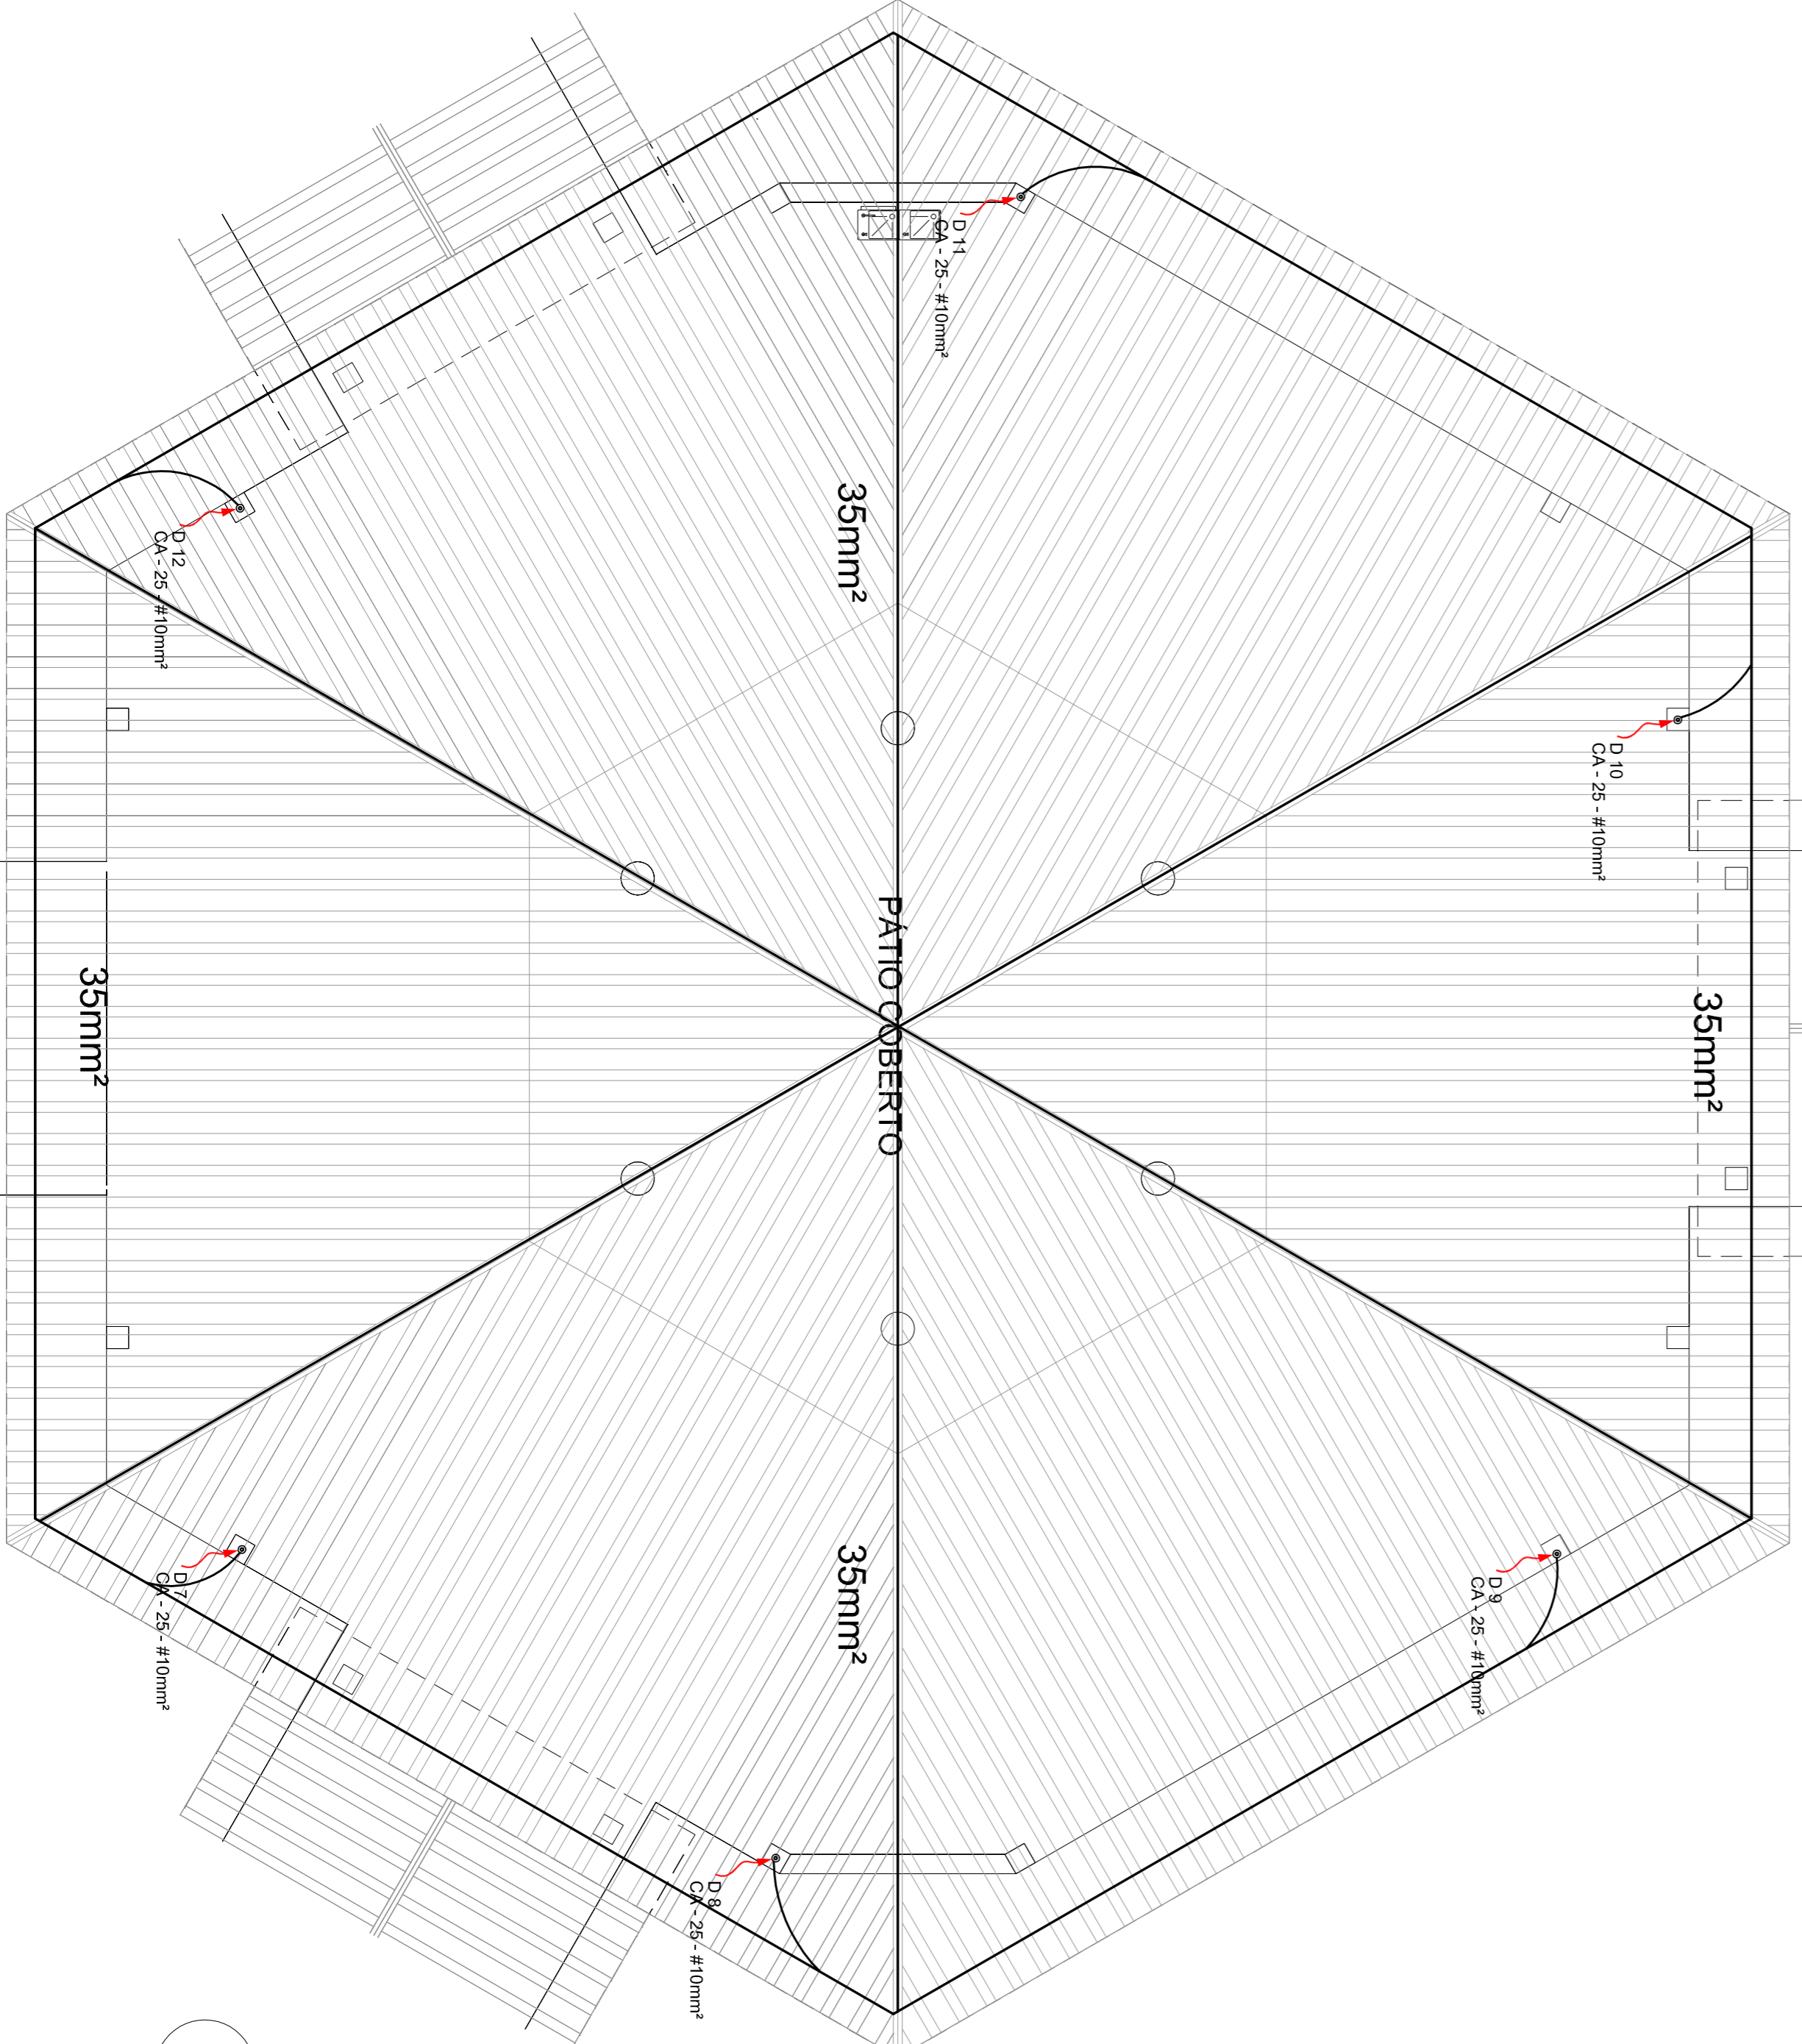 D 11
CA - 25 - #10mm²
35mm²
D 12
CA - 25 - #10mm²
D 10
CA - 25 - #10mm²
PÁTIO COBERTO
35mm²
35mm²
35mm²
D 7
CA - 25 - #10mm²
D 9
CA - 25 - #10mm²
D 8
CA - 25 - #10mm²